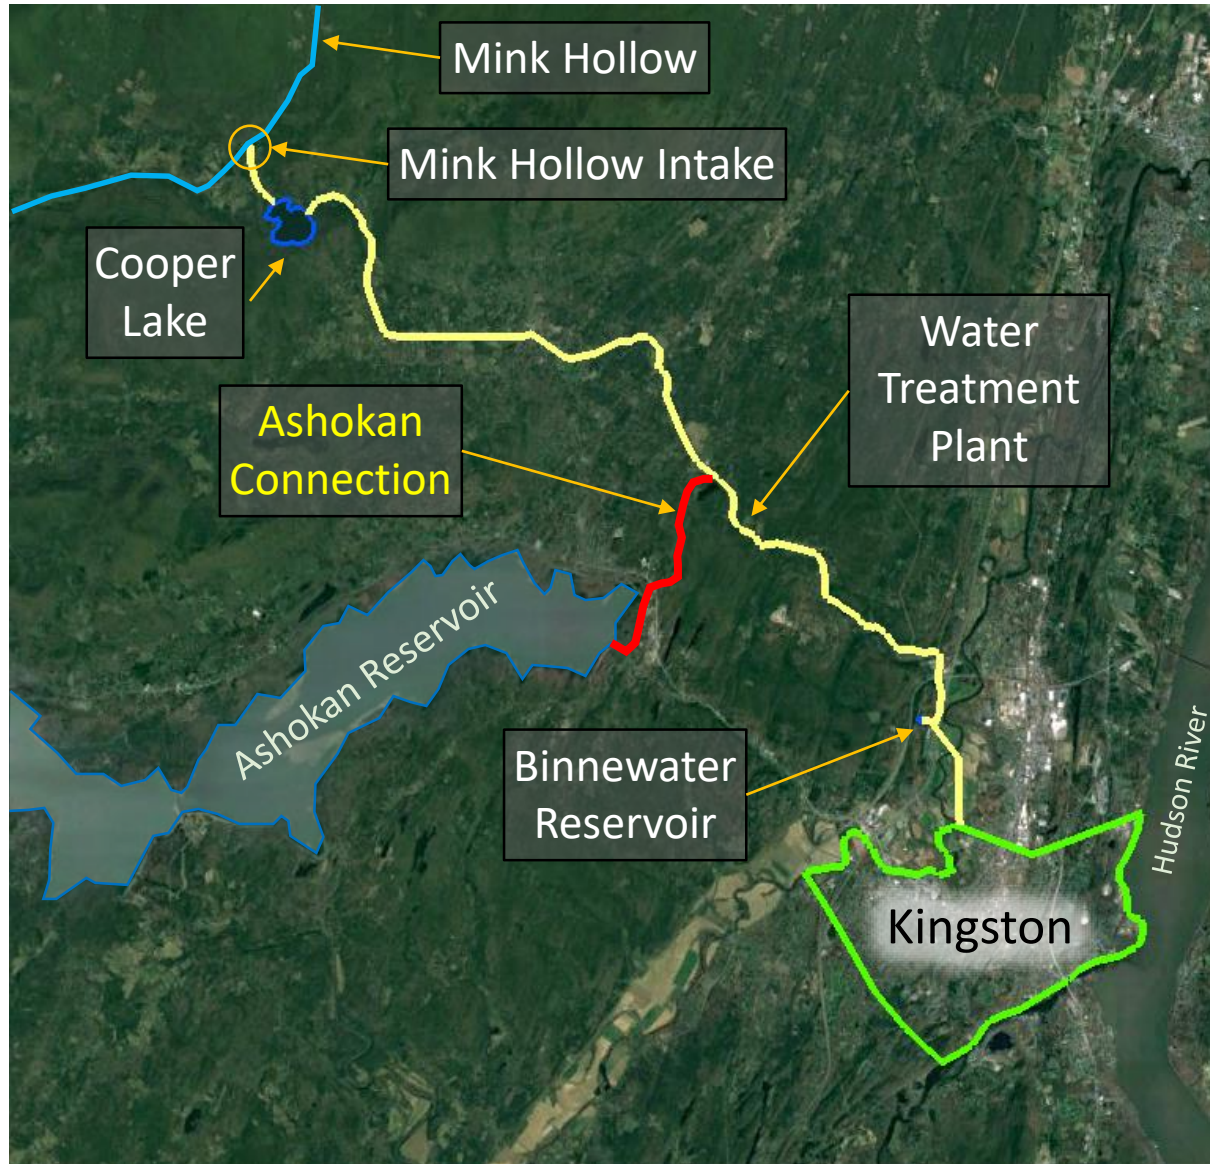 Mink Hollow
Mink Hollow Intake
Cooper
Lake
Water
Treatment
Plant
Ashokan
Connection
Ashokan Reservoir
Binnewater
Reservoir
Hudson River
Kingston